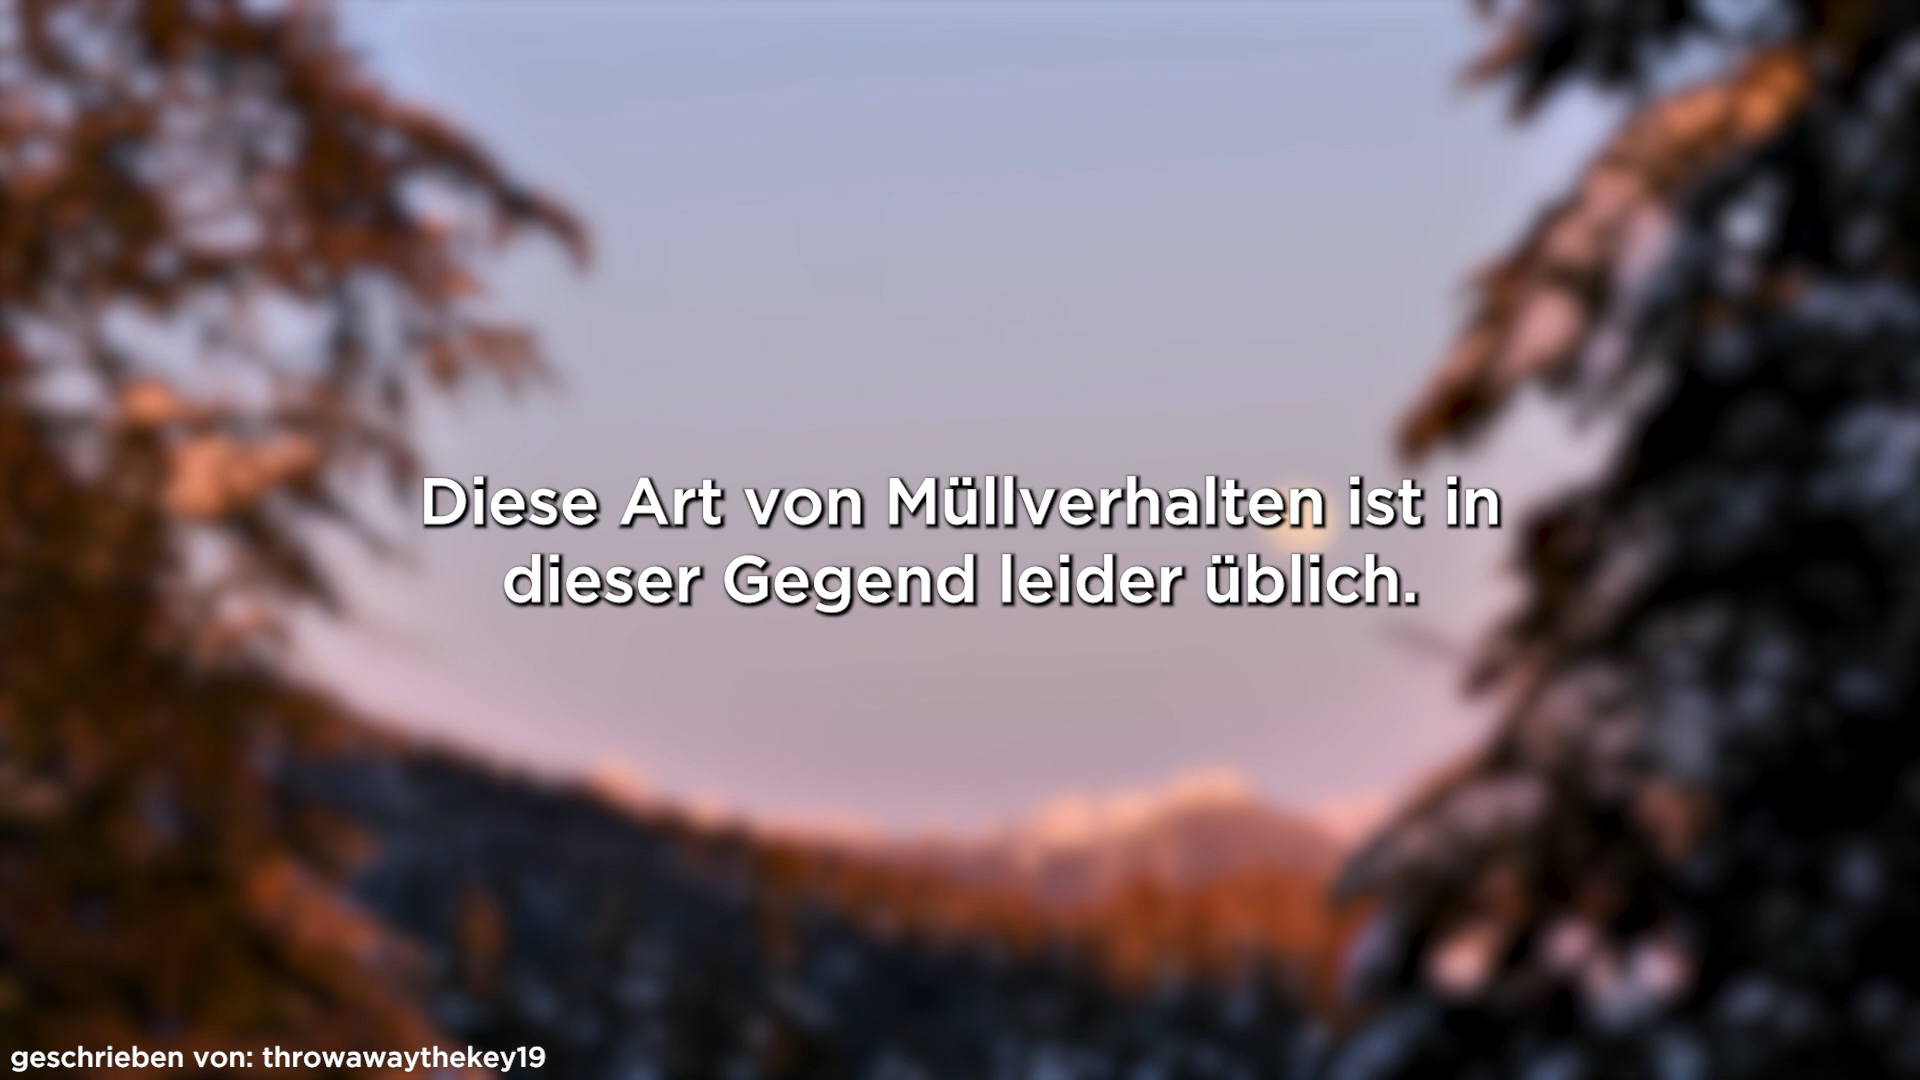 Diese Art von Müllverhalten ist in
dieser Gegend leider üblich.
geschrieben von: throwawaythekey19